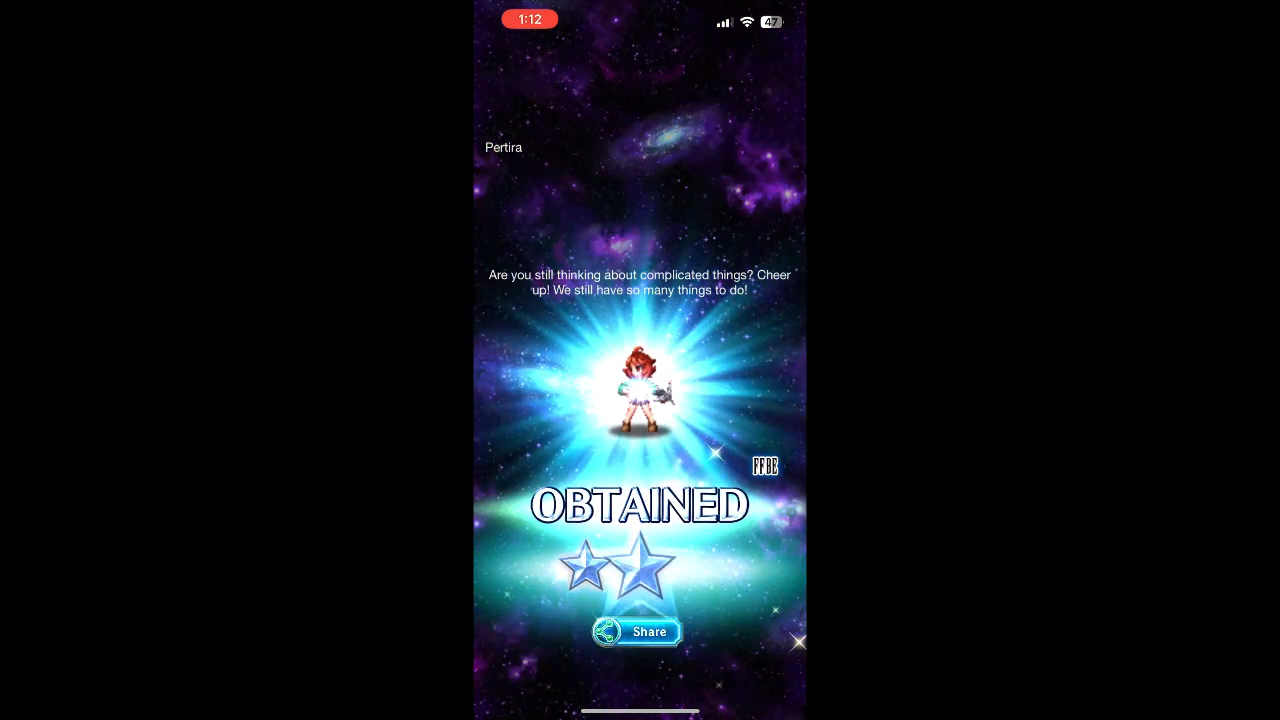 1:12
47
Pertira
Are you still thinking about complicated things? Cheer
up! We still have so many things to do!
FFBE
OBTAINED
Share